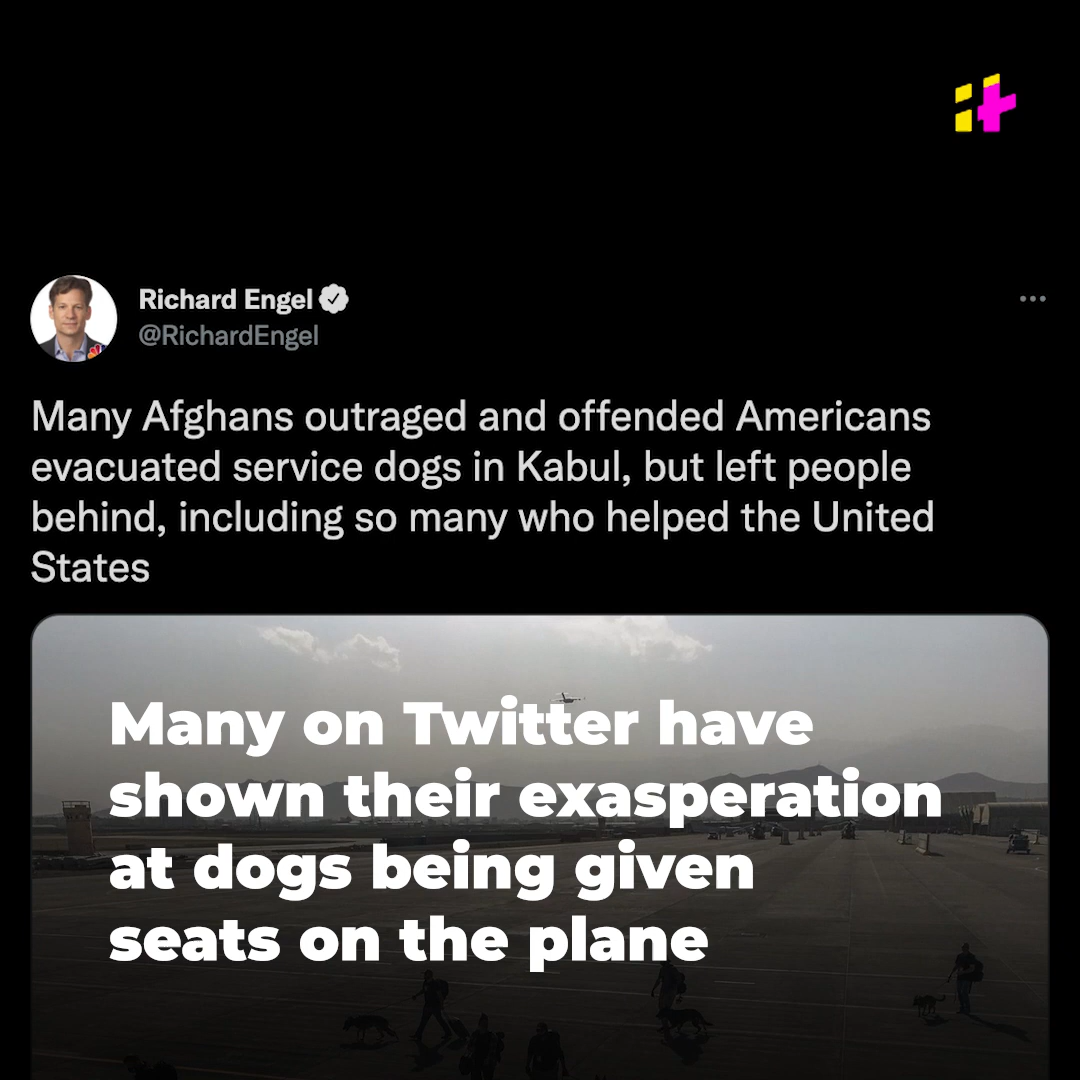 it
Richard Engel
@RichardEngel
Many Afghans outraged and offended Americans
evacuated service dogs in Kabul, but left people
behind, including so many who helped the United
States
Many on Twitter have
shown their exasperation
at dogs being given
seats on the plane